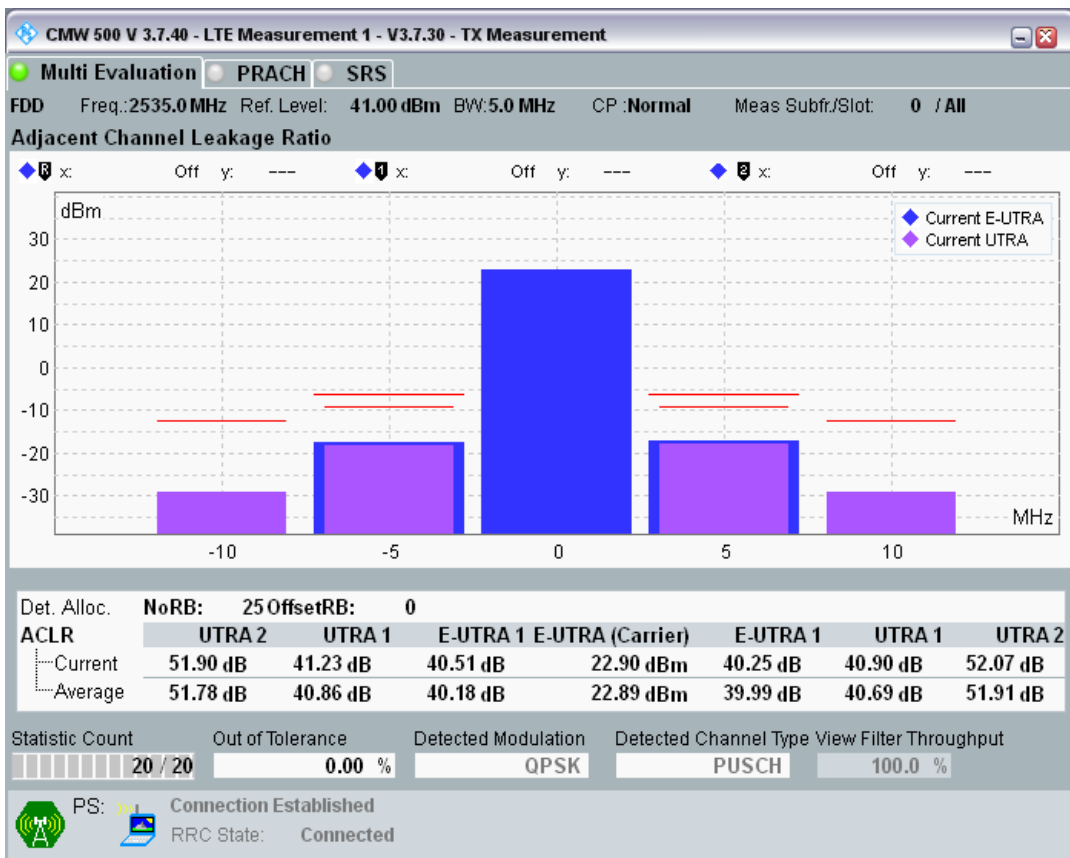 CMW 500 V 3.7.40 - LTE Measurement 1 - V3.7.30 - TX Measurement
Multi Evaluation PRACH SRS
FDD Freq.:2535.0 MHz Ref. Level: 41.00 dBm BW:5.0 MHz CP :Normal Meas Subfr./Slot: 0 / All
Adjacent Channel Leakage Ratio
R x: Off y: --- 1 x: Off y: --- 2 x: Off y: ---
dBm
Current E-UTRA
Current UTRA
30
20
10
0
-10
-20
-30
MHz
-10 -5 0 5 10
Det. Alloc. NoRB: 25 OffsetRB: 0
ACLR UTRA 2 UTRA 1 E-UTRA 1 E-UTRA (Carrier) E-UTRA 1 UTRA 1 UTRA 2
Current 51.90 dB 41.23 dB 40.51 dB 22.90 dBm 40.25 dB 40.90 dB 52.07 dB
Average 51.78 dB 40.86 dB 40.18 dB 22.89 dBm 39.99 dB 40.69 dB 51.91 dB
Statistic Count Out of Tolerance Detected Modulation Detected Channel Type View Filter Throughput
20 / 20 0.00 % QPSK PUSCH 100.0 %
PS: Connection Established
RRC State: Connected